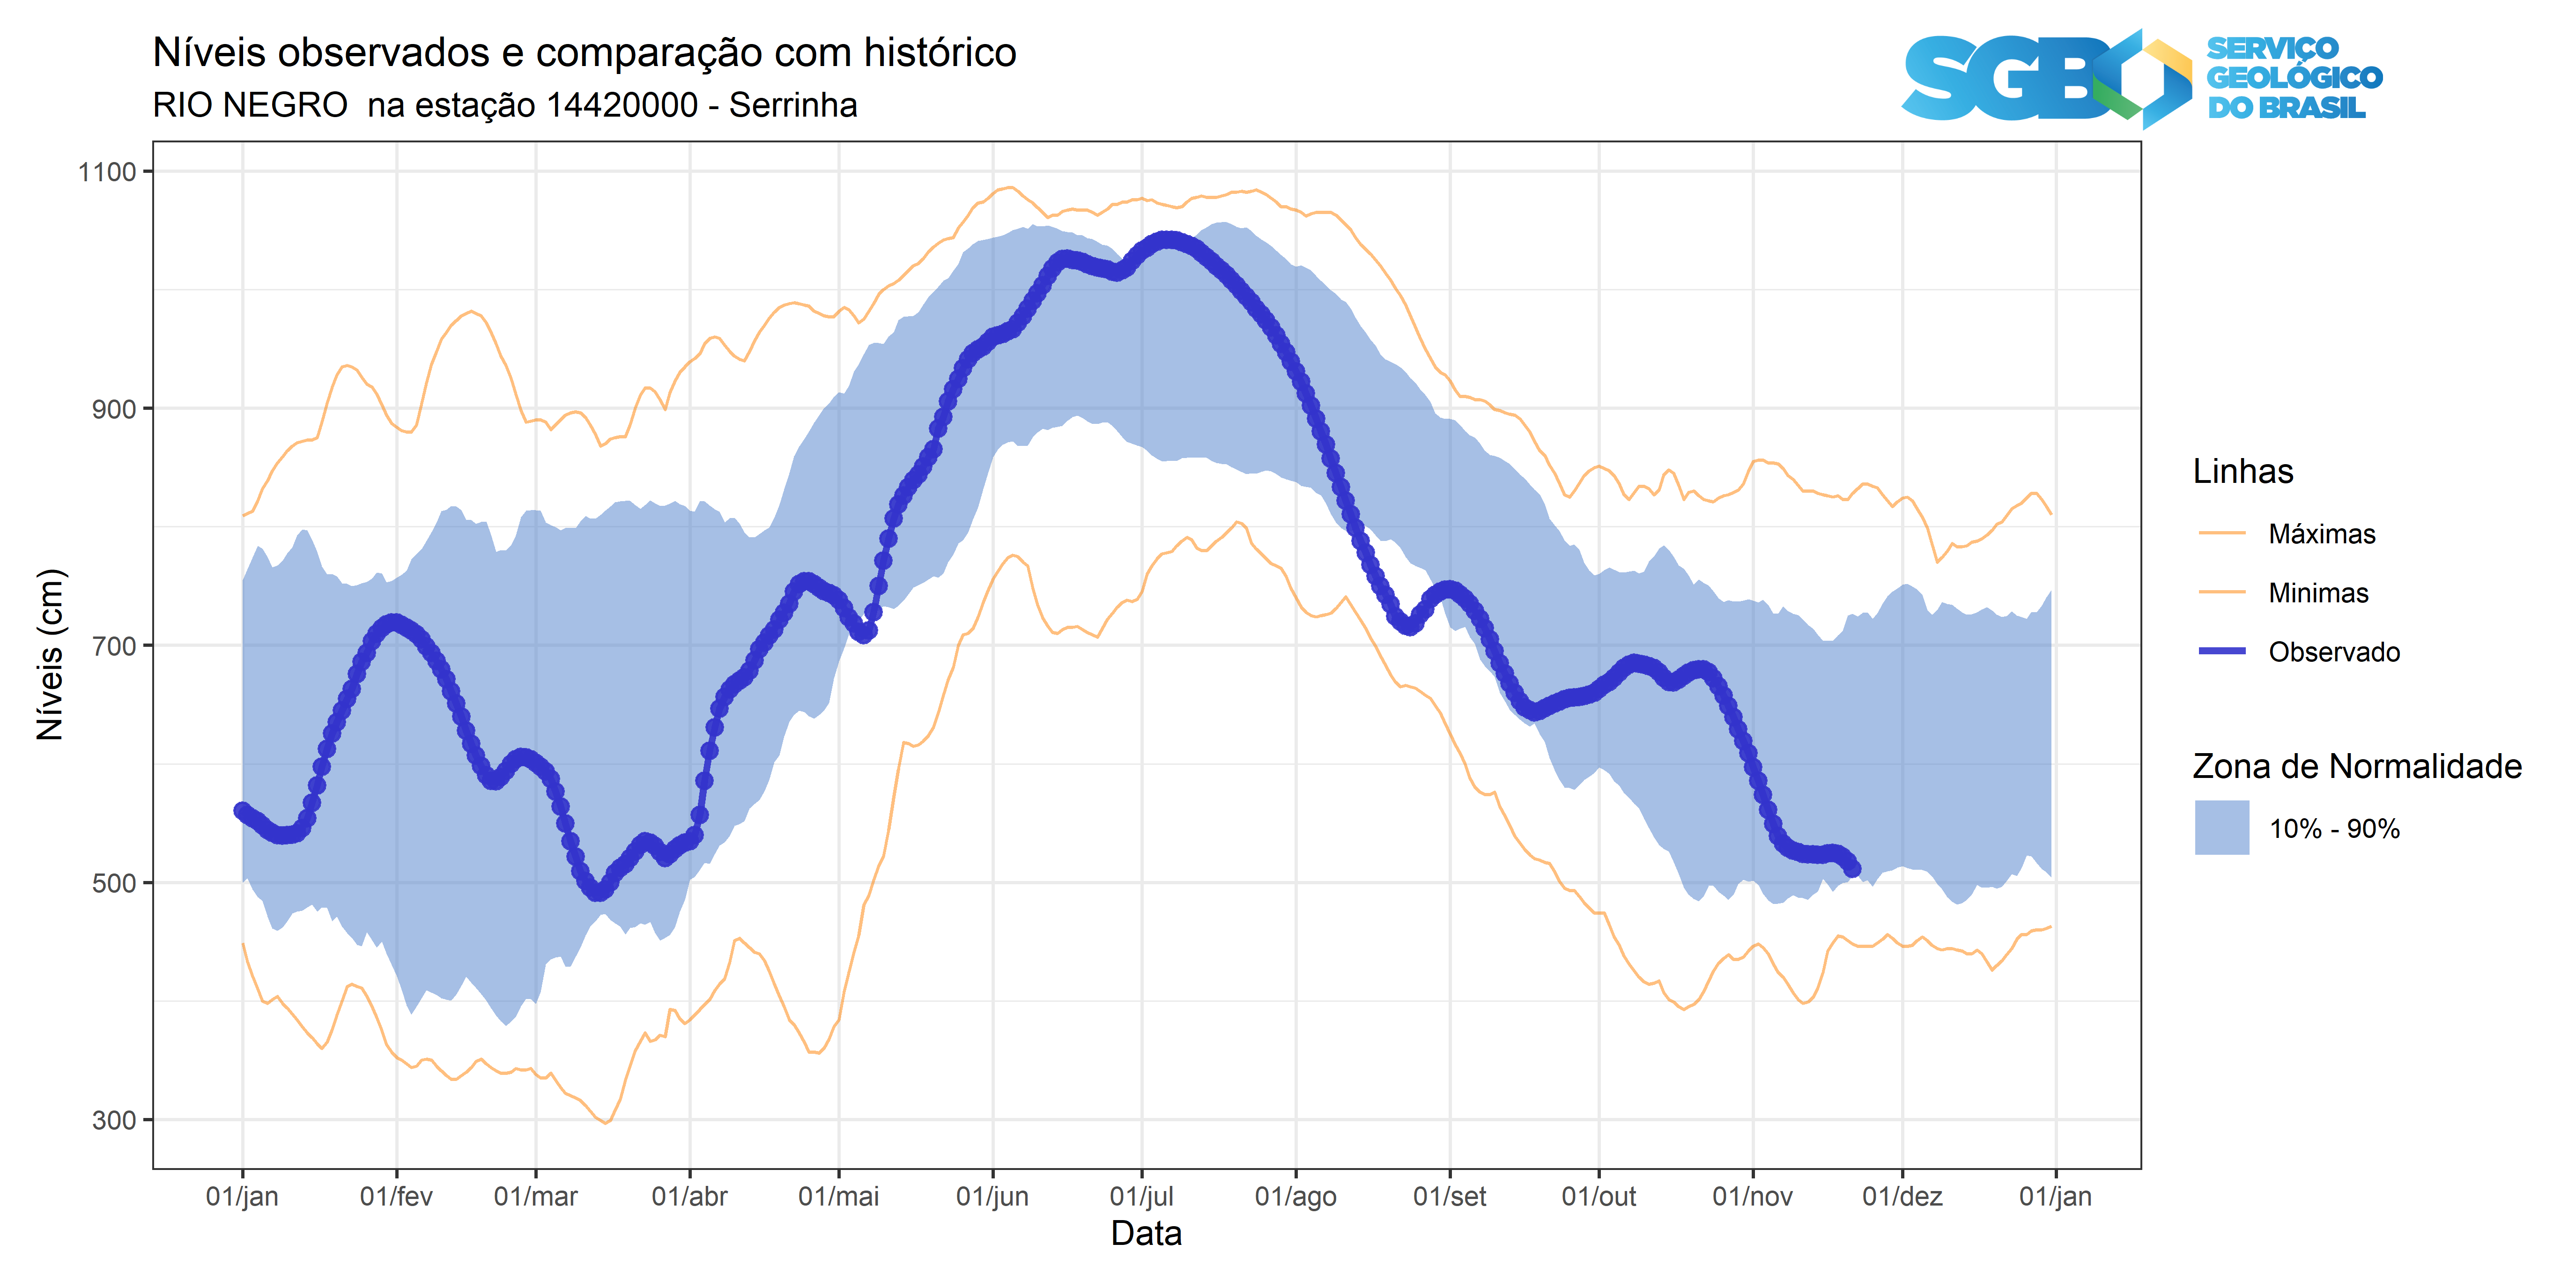 Níveis observados e comparação com histórico
RIO NEGRO na estação 14420000 - Serrinha
SGB
SERVIÇO
GEOLÓGICO
DO BRASIL
1100
900
700
500
300
Níveis (cm)
01/jan
01/fev
01/mar
01/abr
01/mai
01/jun
01/jul
01/ago
01/set
01/out
01/nov
01/dez
01/jan
Data
Linhas
Máximas
Minimas
Observado
Zona de Normalidade
10% - 90%